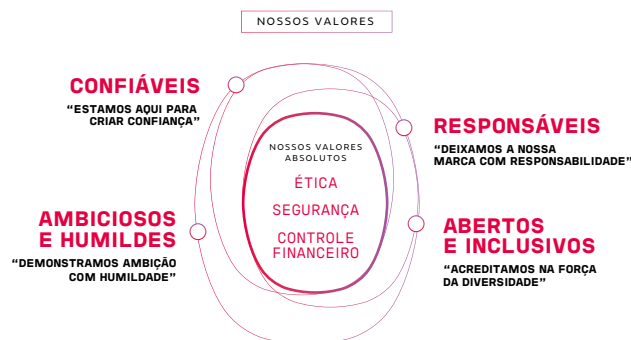 NOSSOS VALORES
CONFIÁVEIS
“ESTAMOS AQUI PARA
CRIAR CONFIANÇA”
RESPONSÁVEIS
“DEIXAMOS A NOSSA
MARCA COM RESPONSABILIDADE”
NOSSOS VALORES
ABSOLUTOS
ÉTICA
SEGURANÇA
CONTROLE
FINANCEIRO
AMBICIOSOS
E HUMILDES
“DEMONSTRAMOS AMBIÇÃO
COM HUMILDADE”
ABERTOS
E INCLUSIVOS
“ACREDITAMOS NA FORÇA
DA DIVERSIDADE”